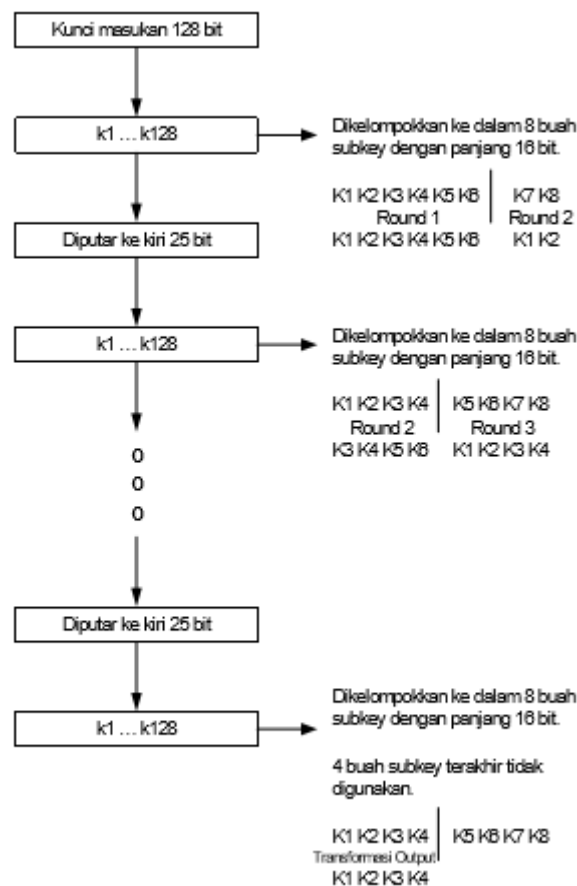 Kunci masukan 128 bit
k1 ... k128
Dikelompokkan ke dalam 8 buah
subkey dengan panjang 16 bit.
K1 K2 K3 K4 K5 K6 K7 K8
Round 1 Round 2
K1 K2 K3 K4 K5 K6 K1 K2
Diputar ke kiri 25 bit
k1 ... k128
Dikelompokkan ke dalam 8 buah
subkey dengan panjang 16 bit.
K1 K2 K3 K4 K5 K6 K7 K8
Round 2 Round 3
K3 K4 K5 K6 K1 K2 K3 K4
0
0
0
Diputar ke kiri 25 bit
k1 ... k128
Dikelompokkan ke dalam 8 buah
subkey dengan panjang 16 bit.
4 buah subkey terakhir tidak
digunakan.
K1 K2 K3 K4 K5 K6 K7 K8
Transformasi Output
K1 K2 K3 K4